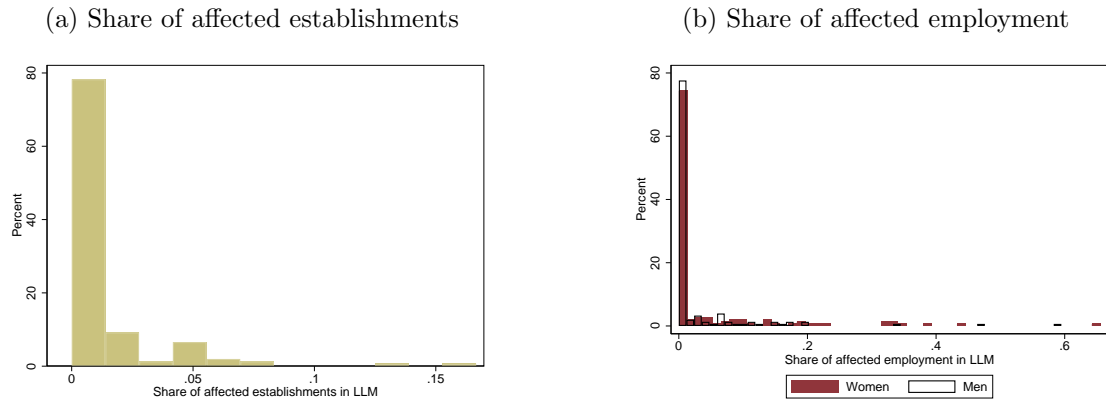 (a) Share of affected establishments
80
60
40
20
0
Percent
0 .05 .1 .15
Share of affected establishments in LLM
(b) Share of affected employment
80
60
40
20
0
Percent
0 .2 .4 .6
Share of affected employment in LLM
Women Men